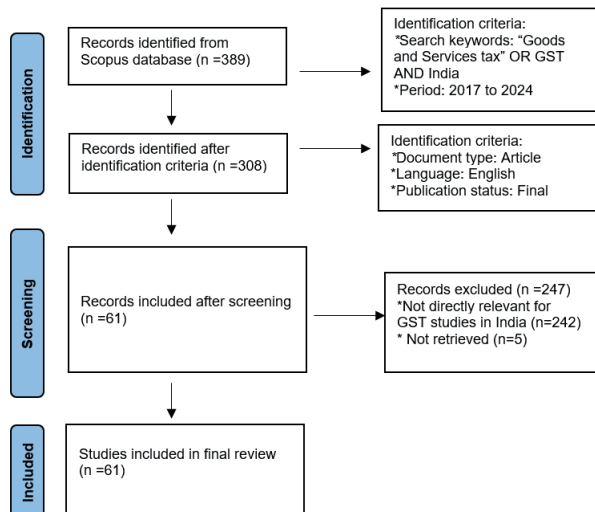 Identification
Records identified from
Scopus database (n =389)
Identification criteria:
*Search keywords: “Goods
and Services tax” OR GST
AND India
*Period: 2017 to 2024
Records identified after
identification criteria (n =308)
Identification criteria:
*Document type: Article
*Language: English
*Publication status: Final
Screening
Records included after screening
(n =61)
Records excluded (n =247)
*Not directly relevant for
GST studies in India (n=242)
* Not retrieved (n=5)
Included
Studies included in final review
(n =61)